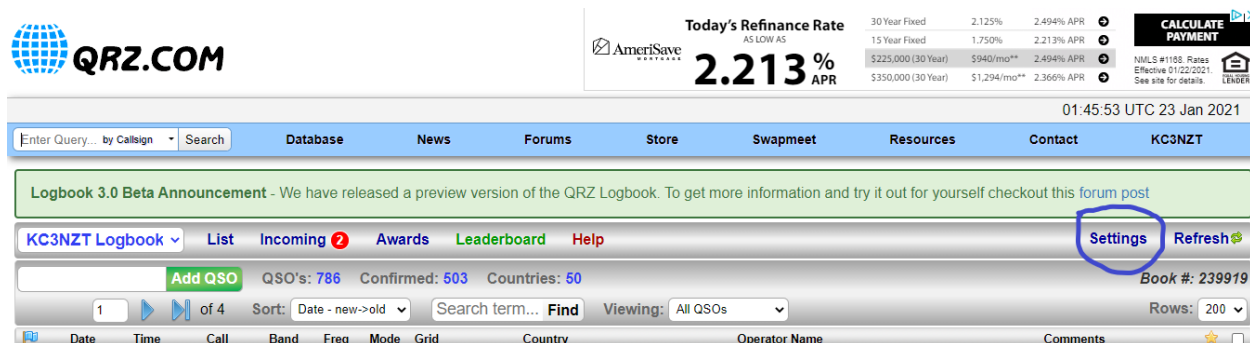 QRZ.COM
AmeriSave
MORTGAGE
Today's Refinance Rate
AS LOW AS
2.213 % APR
30 Year Fixed 2.125% 2.494% APR
15 Year Fixed 1.750% 2.213% APR
$225,000 (30 Year) $940/mo** 2.494% APR
$350,000 (30 Year) $1,294/mo** 2.366% APR
CALCULATE
PAYMENT
NMLS #1168. Rates
Effective 01/22/2021.
See site for details.
EQUAL HOUSING
LENDER
01:45:53 UTC 23 Jan 2021
Enter Query... by Callsign Search Database News Forums Store Swapmeet Resources Contact KC3NZT
Logbook 3.0 Beta Announcement - We have released a preview version of the QRZ Logbook. To get more information and try it out for yourself checkout this forum post
KC3NZT Logbook List Incoming 2 Awards Leaderboard Help Settings Refresh
Add QSO QSO's: 786 Confirmed: 503 Countries: 50 Book #: 239919
1 of 4 Sort: Date - new->old Search term... Find Viewing: All QSOs Rows: 200
Date Time Call Band Freq Mode Grid Country Operator Name Comments